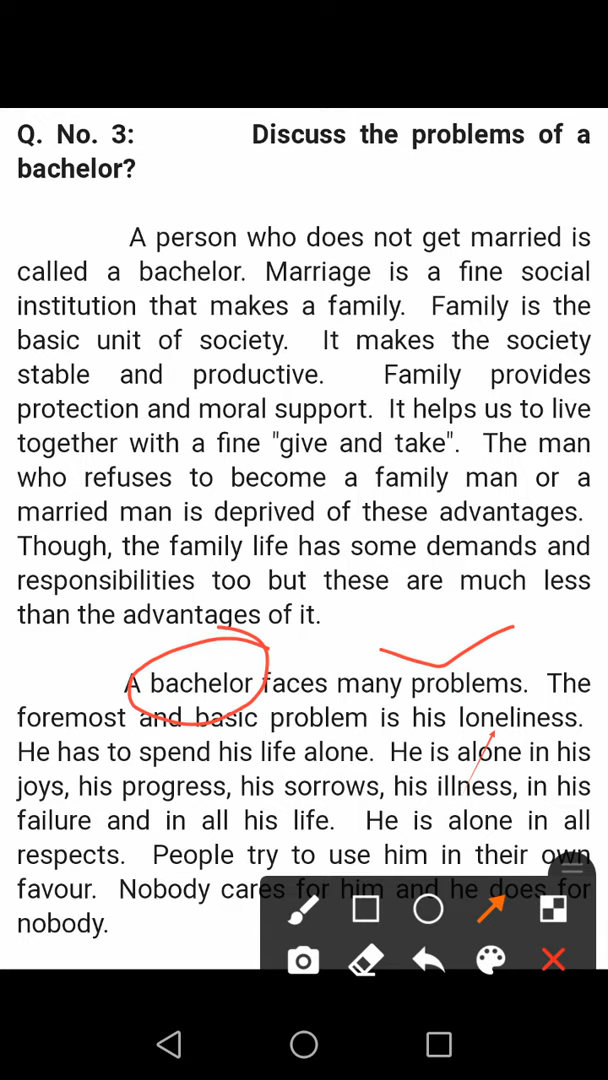 Q. No. 3: Discuss the problems of a
bachelor?
A person who does not get married is
called a bachelor. Marriage is a fine social
institution that makes a family. Family is the
basic unit of society. It makes the society
stable and productive. Family provides
protection and moral support. It helps us to live
together with a fine "give and take". The man
who refuses to become a family man or a
married man is deprived of these advantages.
Though, the family life has some demands and
responsibilities too but these are much less
than the advantages of it.
A bachelor faces many problems. The
foremost and basic problem is his loneliness.
He has to spend his life alone. He is alone in his
joys, his progress, his sorrows, his illness, in his
failure and in all his life. He is alone in all
respects. People try to use him in their own
favour. Nobody cares for him and he does for
nobody.